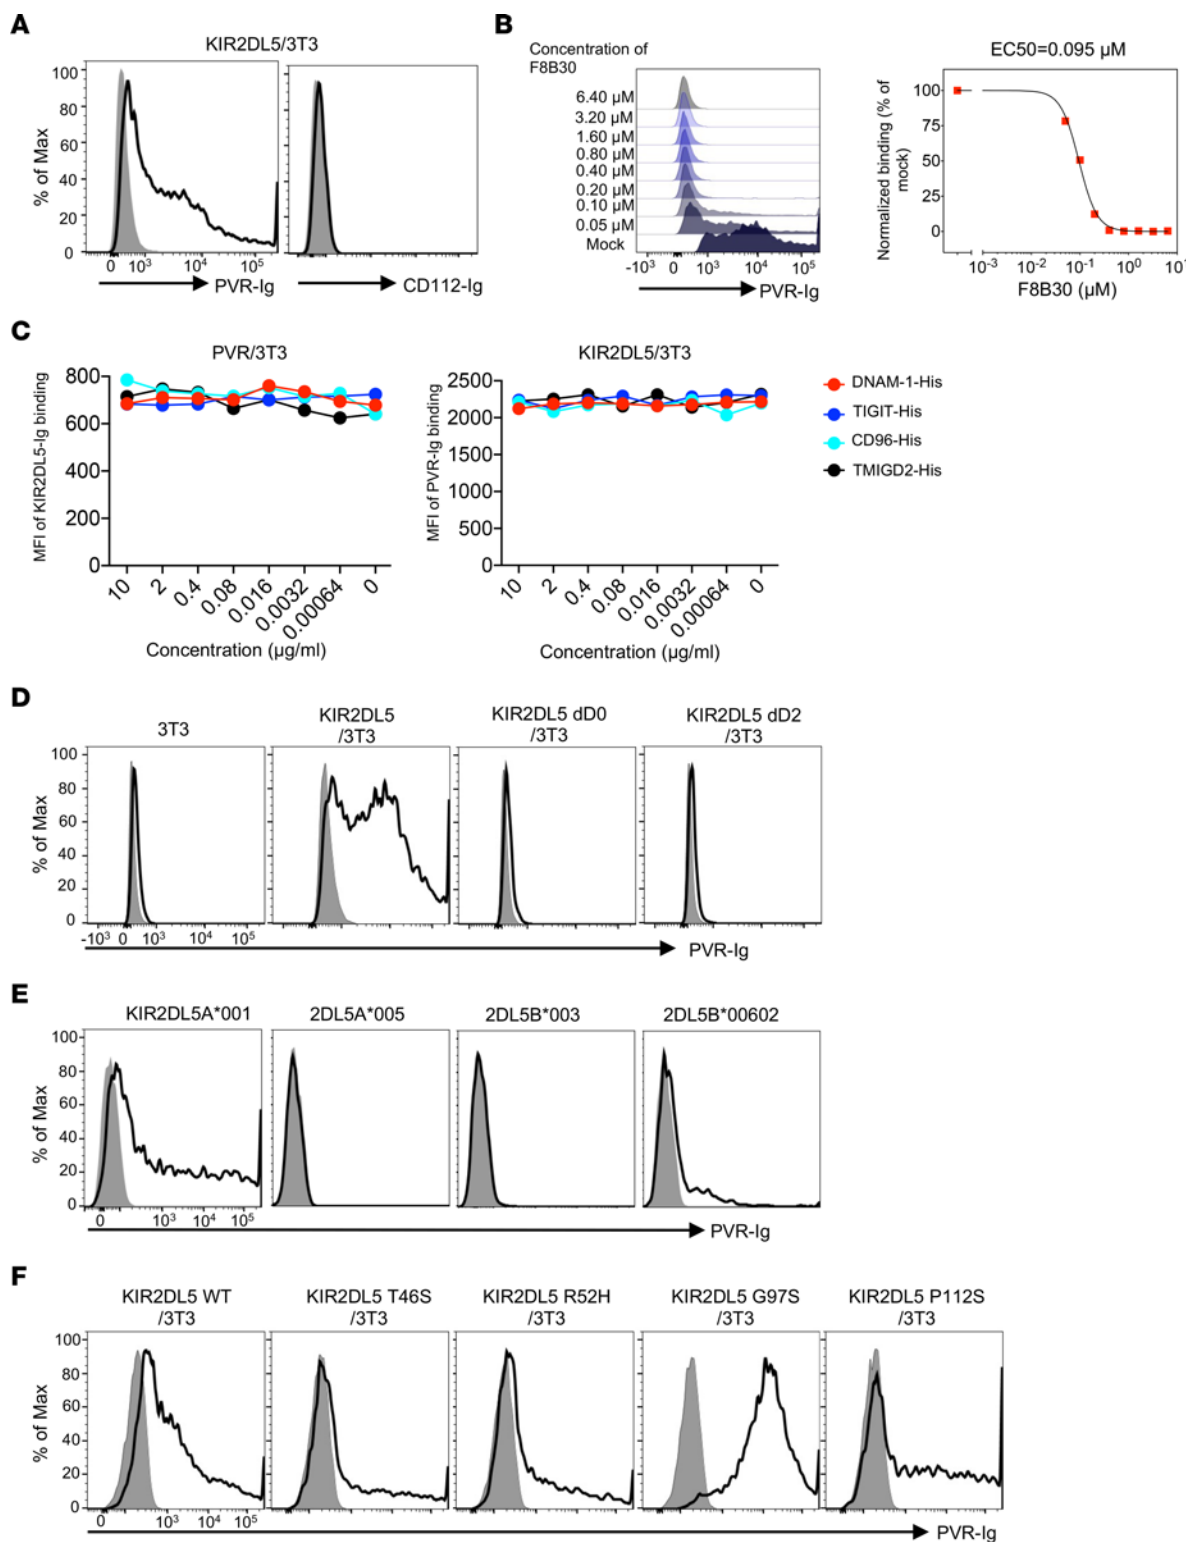 A
KIR2DL5/3T3
100
80
60
40
20
0
% of Max
0 10³ 10⁴ 10⁵
PVR-Ig
CD112-Ig
B
Concentration of
F8B30
6.40 µM
3.20 µM
1.60 µM
0.80 µM
0.40 µM
0.20 µM
0.10 µM
0.05 µM
Mock
-10³ 0 10³ 10⁴ 10⁵
PVR-Ig
EC50=0.095 µM
Normalized binding (% of
mock)
100
75
50
25
0
10⁻³ 10⁻² 10⁻¹ 10⁰ 10¹
F8B30 (µM)
C
PVR/3T3
MFI of KIR2DL5-Ig binding
800
600
400
200
0
10 2 0.4 0.08 0.016 0.0032 0.00064 0
Concentration (µg/ml)
KIR2DL5/3T3
MFI of PVR-Ig binding
2500
2000
1500
1000
500
0
10 2 0.4 0.08 0.016 0.0032 0.00064 0
Concentration (µg/ml)
DNAM-1-His
TIGIT-His
CD96-His
TMIGD2-His
D
3T3
KIR2DL5
/3T3
KIR2DL5 dD0
/3T3
KIR2DL5 dD2
/3T3
% of Max
100
80
60
40
20
0
-10³ 0 10³ 10⁴ 10⁵
PVR-Ig
E
KIR2DL5A*001
2DL5A*005
2DL5B*003
2DL5B*00602
% of Max
100
80
60
40
20
0
0 10³ 10⁴ 10⁵
PVR-Ig
F
KIR2DL5 WT
/3T3
KIR2DL5 T46S
/3T3
KIR2DL5 R52H
/3T3
KIR2DL5 G97S
/3T3
KIR2DL5 P112S
/3T3
% of Max
100
80
60
40
20
0
0 10³ 10⁴ 10⁵
PVR-Ig